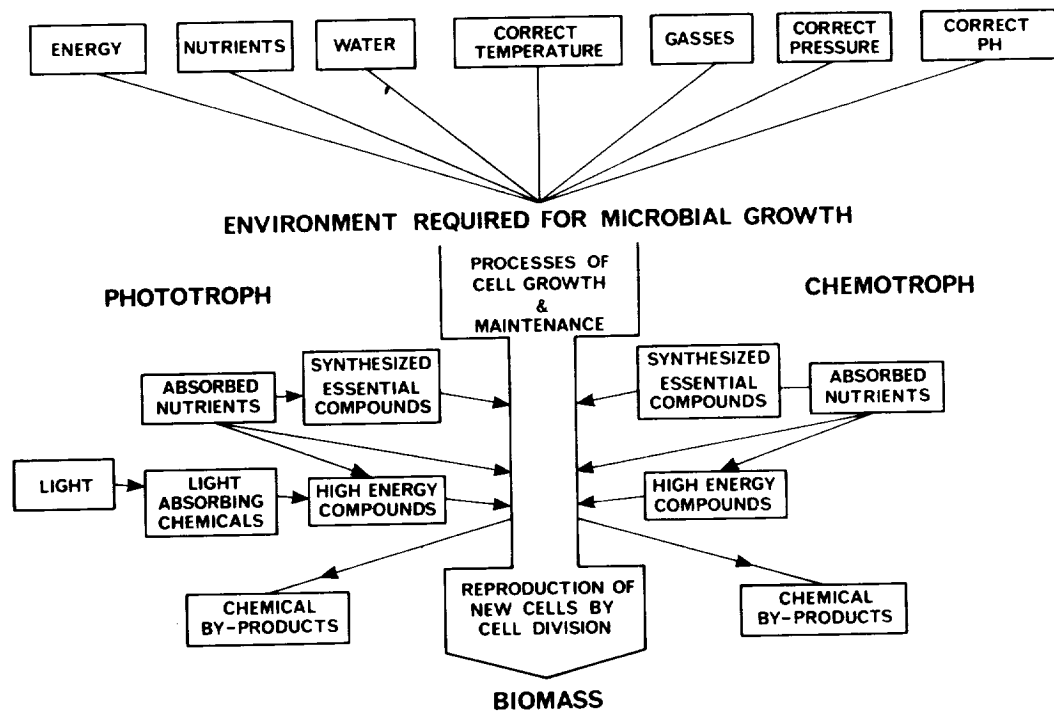 ENERGY
NUTRIENTS
WATER
CORRECT
TEMPERATURE
GASSES
CORRECT
PRESSURE
CORRECT
PH
ENVIRONMENT REQUIRED FOR MICROBIAL GROWTH
PROCESSES OF
CELL GROWTH
&
MAINTENANCE
PHOTOTROPH
CHEMOTROPH
ABSORBED
NUTRIENTS
SYNTHESIZED
ESSENTIAL
COMPOUNDS
LIGHT
LIGHT
ABSORBING
CHEMICALS
HIGH ENERGY
COMPOUNDS
CHEMICAL
BY-PRODUCTS
SYNTHESIZED
ESSENTIAL
COMPOUNDS
ABSORBED
NUTRIENTS
HIGH ENERGY
COMPOUNDS
CHEMICAL
BY-PRODUCTS
REPRODUCTION OF
NEW CELLS BY
CELL DIVISION
BIOMASS